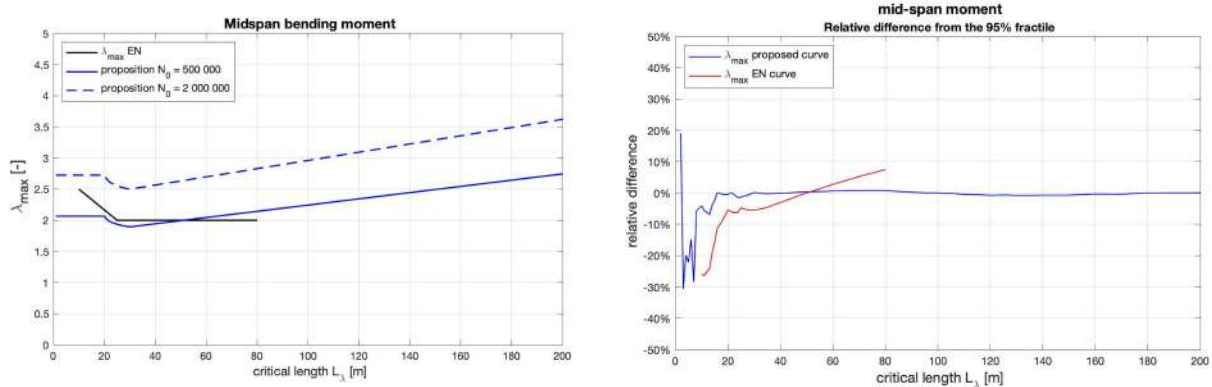 Midspan bending moment
λmax EN
proposition N0 = 500 000
proposition N0 = 2 000 000
5
4.5
4
3.5
3
2.5
2
1.5
1
0.5
0
λmax [-]
0 20 40 60 80 100 120 140 160 180 200
critical length Lλ [m]
mid-span moment
Relative difference from the 95% fractile
λmax proposed curve
λmax EN curve
50%
40%
30%
20%
10%
0%
-10%
-20%
-30%
-40%
-50%
relative difference
0 20 40 60 80 100 120 140 160 180 200
critical length Lλ [m]